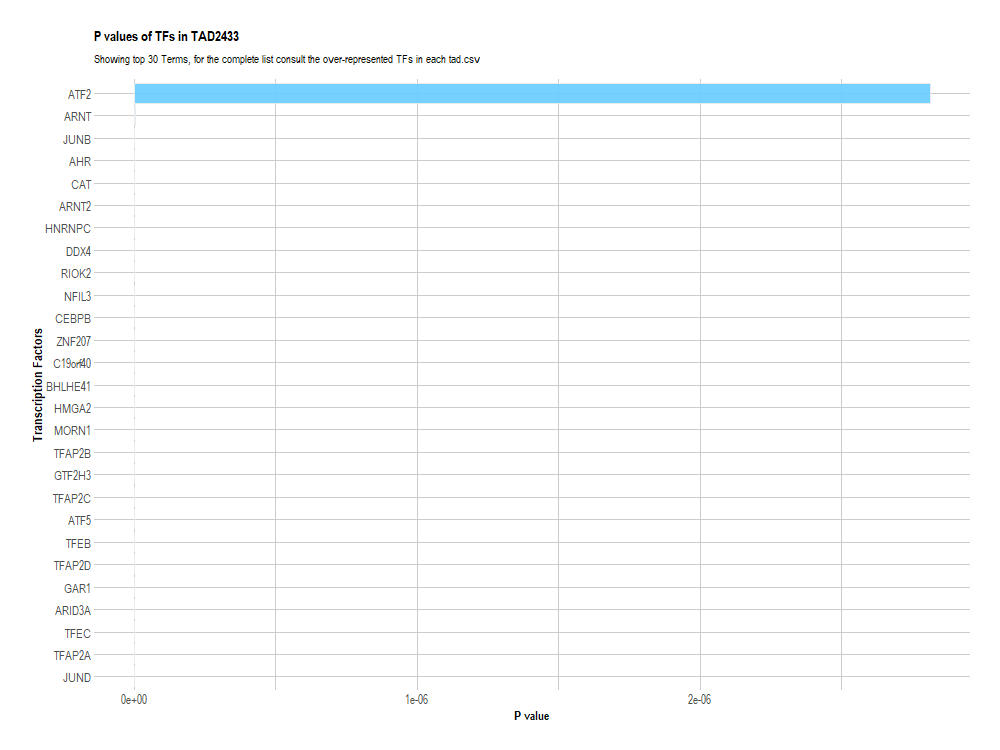 P values of TFs in TAD2433
Showing top 30 Terms, for the complete list consult the over-represented TFs in each tad.csv
ATF2
ARNT
JUNB
AHR
CAT
ARNT2
HNRNPC
DDX4
RIOK2
NFIL3
CEBPB
ZNF207
C19orf40
BHLHE41
HMGA2
MORN1
TFAP2B
GTF2H3
TFAP2C
ATF5
TFEB
TFAP2D
GAR1
ARID3A
TFEC
TFAP2A
JUND
Transcription Factors
0e+00 1e-06 2e-06
P value